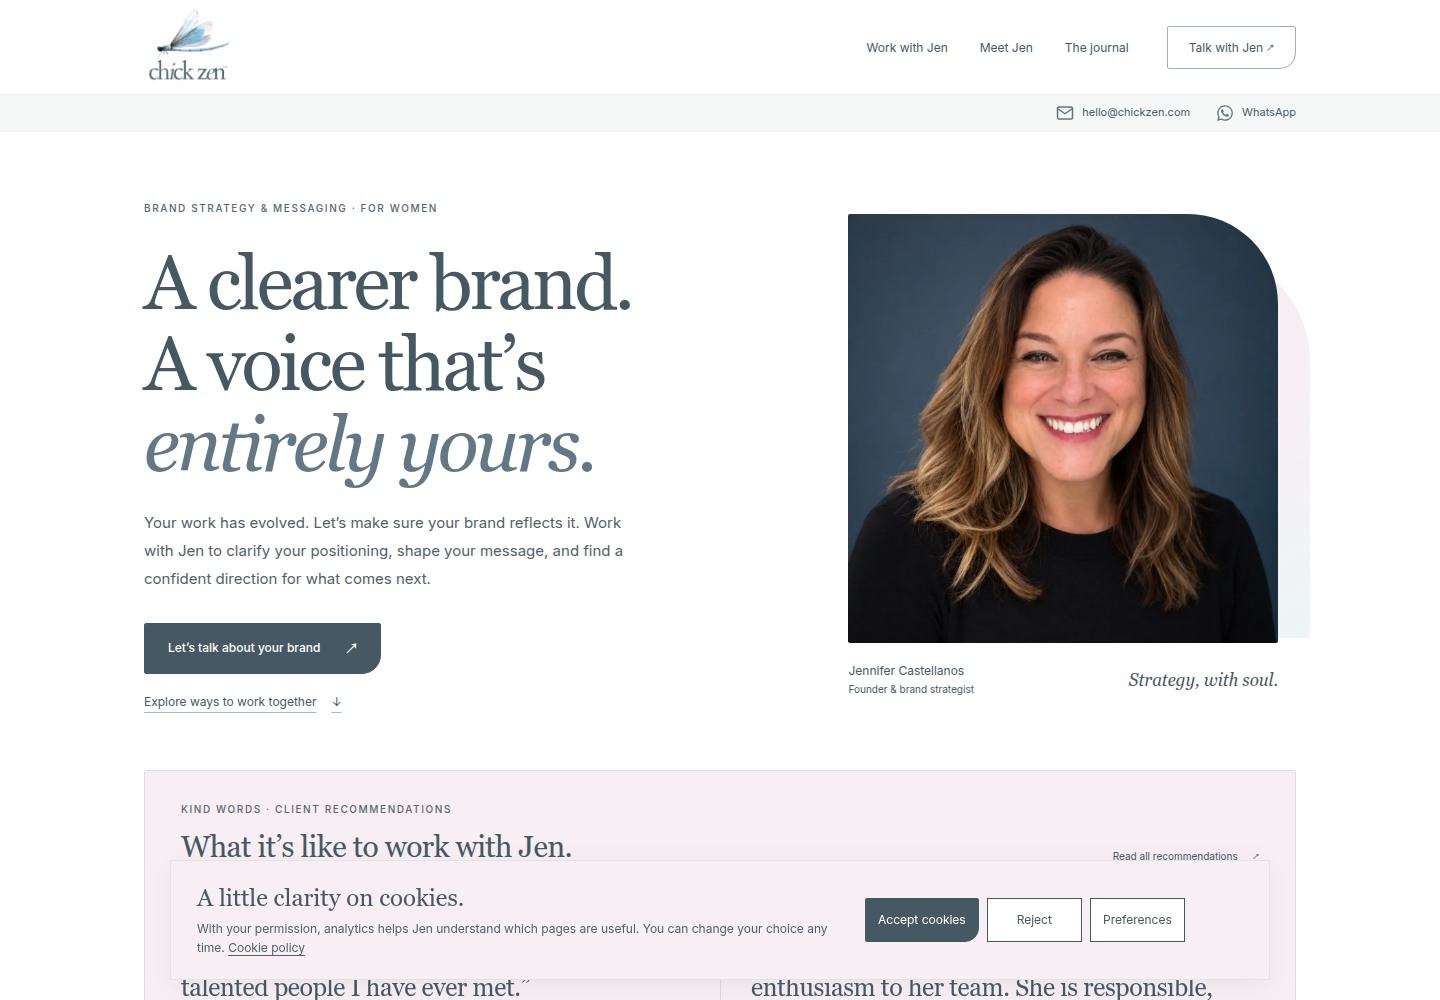 chick zen
Work with Jen
Meet Jen
The journal
Talk with Jen ↗
hello@chickzen.com
WhatsApp
BRAND STRATEGY & MESSAGING · FOR WOMEN
A clearer brand.
A voice that’s
entirely yours.
Your work has evolved. Let’s make sure your brand reflects it. Work
with Jen to clarify your positioning, shape your message, and find a
confident direction for what comes next.
Let’s talk about your brand ↗
Explore ways to work together ↓
Jennifer Castellanos
Founder & brand strategist
Strategy, with soul.
KIND WORDS · CLIENT RECOMMENDATIONS
What it’s like to work with Jen.
Read all recommendations ↗
A little clarity on cookies.
With your permission, analytics helps Jen understand which pages are useful. You can change your choice any
time. Cookie policy
Accept cookies
Reject
Preferences
talented people I have ever met.”
enthusiasm to her team. She is responsible,